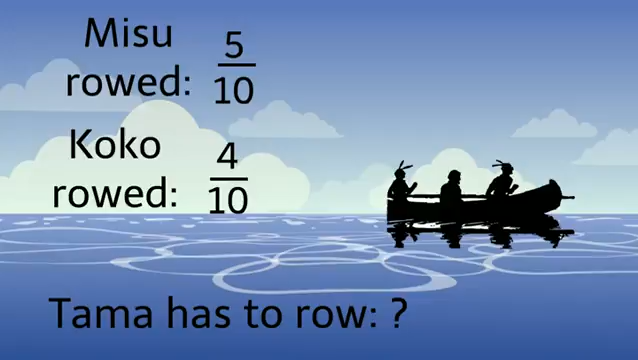 Misu
rowed: 5/10
Koko
rowed: 4/10
Tama has to row: ?